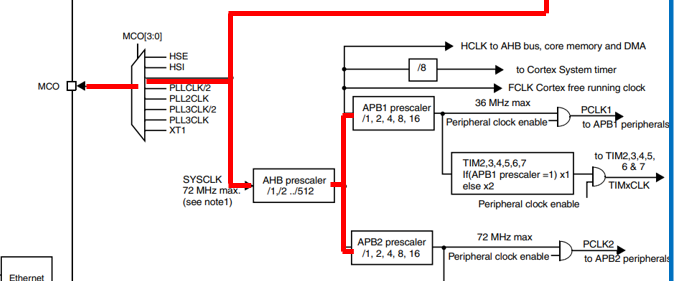 MCO[3:0]
HSE
HSI
MCO
PLLCLK/2
PLL2CLK
PLL3CLK/2
PLL3CLK
XT1
HCLK to AHB bus, core memory and DMA
/8
to Cortex System timer
FCLK Cortex free running clock
APB1 prescaler
/1, 2, 4, 8, 16
36 MHz max
PCLK1
Peripheral clock enable
to APB1 peripherals
SYSCLK
72 MHz max.
(see note1)
AHB prescaler
/1,/2 ../512
TIM2,3,4,5,6,7
If(APB1 prescaler =1) x1
else x2
to TIM2,3,4,5,
6 & 7
TIMxCLK
Peripheral clock enable
APB2 prescaler
/1, 2, 4, 8, 16
72 MHz max
PCLK2
Peripheral clock enable
to APB2 peripherals
Ethernet